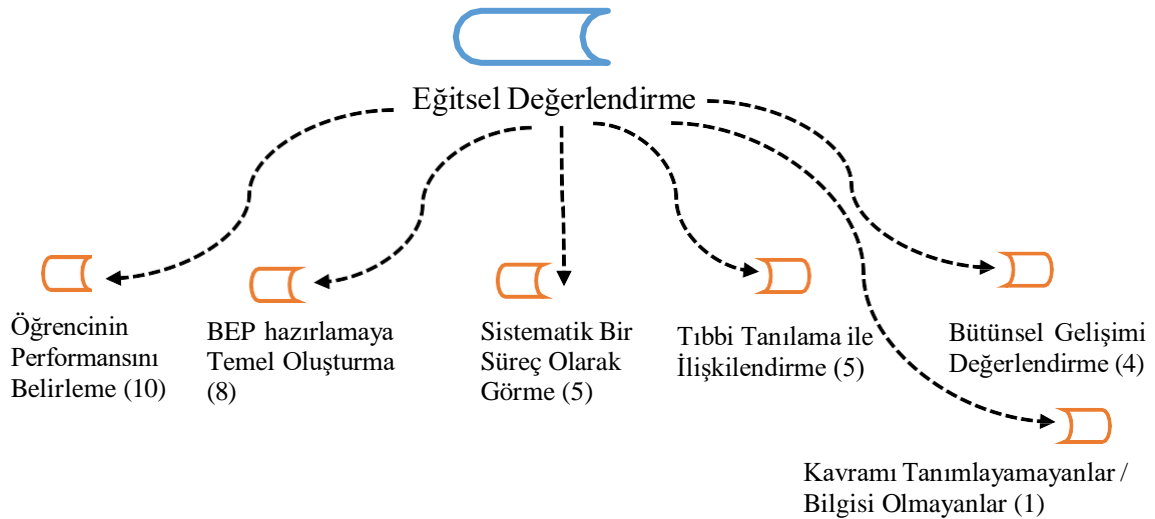 Eğitsel Değerlendirme
Öğrencinin
Performansını
Belirleme (10)
BEP hazırlamaya
Temel Oluşturma
(8)
Sistematik Bir
Süreç Olarak
Görme (5)
Tıbbi Tanılama ile
İlişkilendirme (5)
Bütünsel Gelişimi
Değerlendirme (4)
Kavramı Tanımlayamayanlar /
Bilgisi Olmayanlar (1)